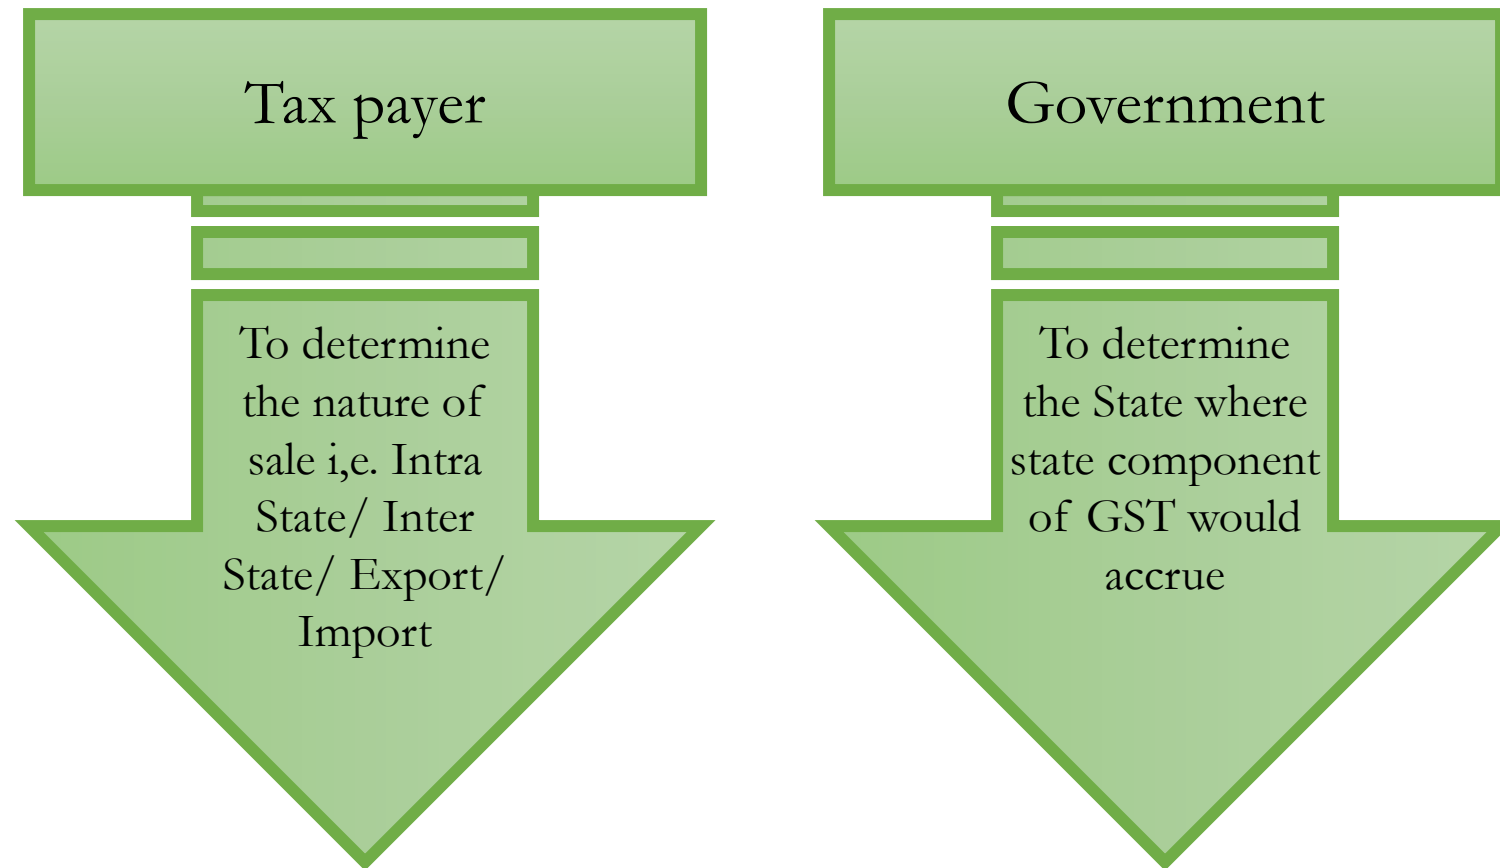 Tax payer
To determine
the nature of
sale i,e. Intra
State/ Inter
State/ Export/
Import
Government
To determine
the State where
state component
of GST would
accrue